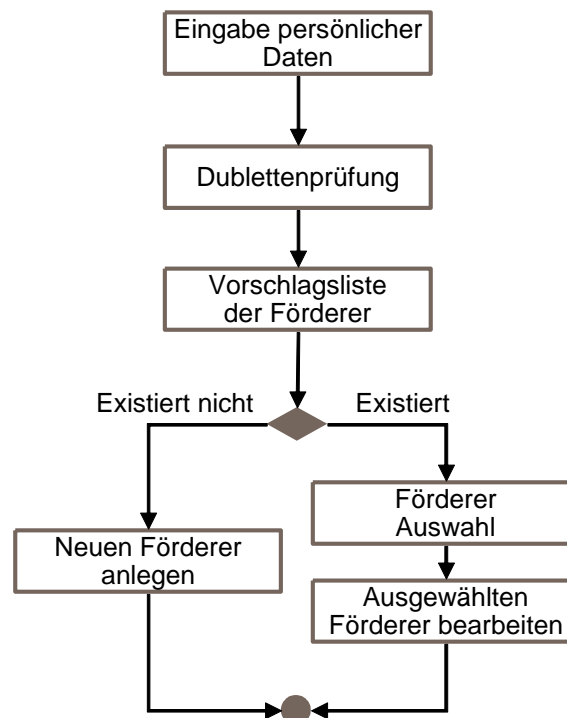 Eingabe persönlicher
Daten
Dublettenprüfung
Vorschlagsliste
der Förderer
Existiert nicht
Existiert
Neuen Förderer
anlegen
Förderer
Auswahl
Ausgewählten
Förderer bearbeiten